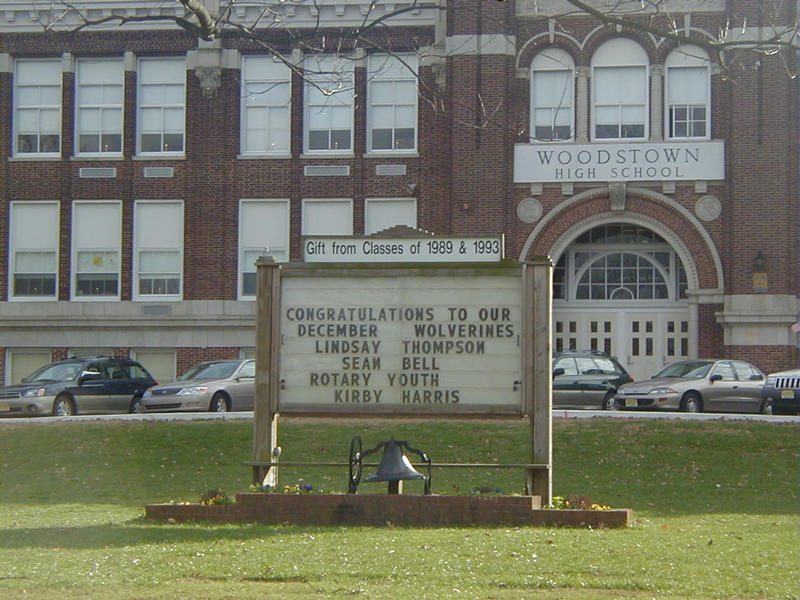 WOODSTOWN
HIGH SCHOOL
Gift from Classes of 1989 & 1993
CONGRATULATIONS TO OUR
DECEMBER WOLVERINES
LINDSAY THOMPSON
SEAN BELL
ROTARY YOUTH
KIRBY HARRIS